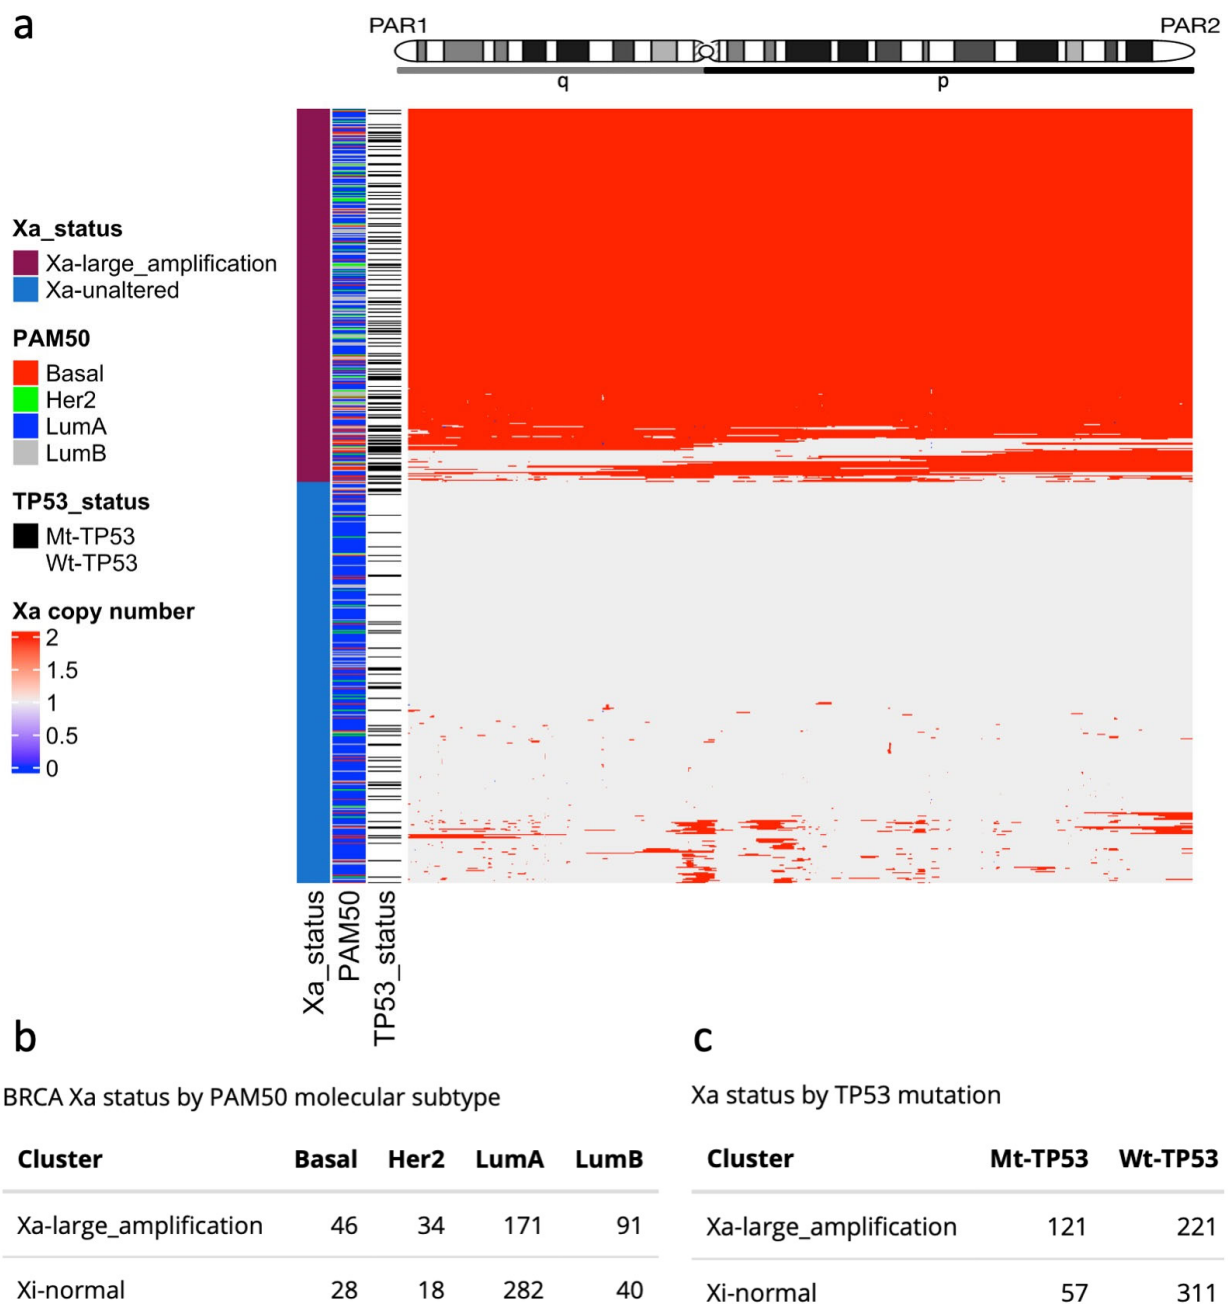 a
PAR1 PAR2
q p
Xa_status
Xa-large_amplification
Xa-unaltered
PAM50
Basal
Her2
LumA
LumB
TP53_status
Mt-TP53
Wt-TP53
Xa copy number
2
1.5
1
0.5
0
Xa_status
PAM50
TP53_status
b
BRCA Xa status by PAM50 molecular subtype
Cluster Basal Her2 LumA LumB
Xa-large_amplification 46 34 171 91
Xi-normal 28 18 282 40
c
Xa status by TP53 mutation
Cluster Mt-TP53 Wt-TP53
Xa-large_amplification 121 221
Xi-normal 57 311